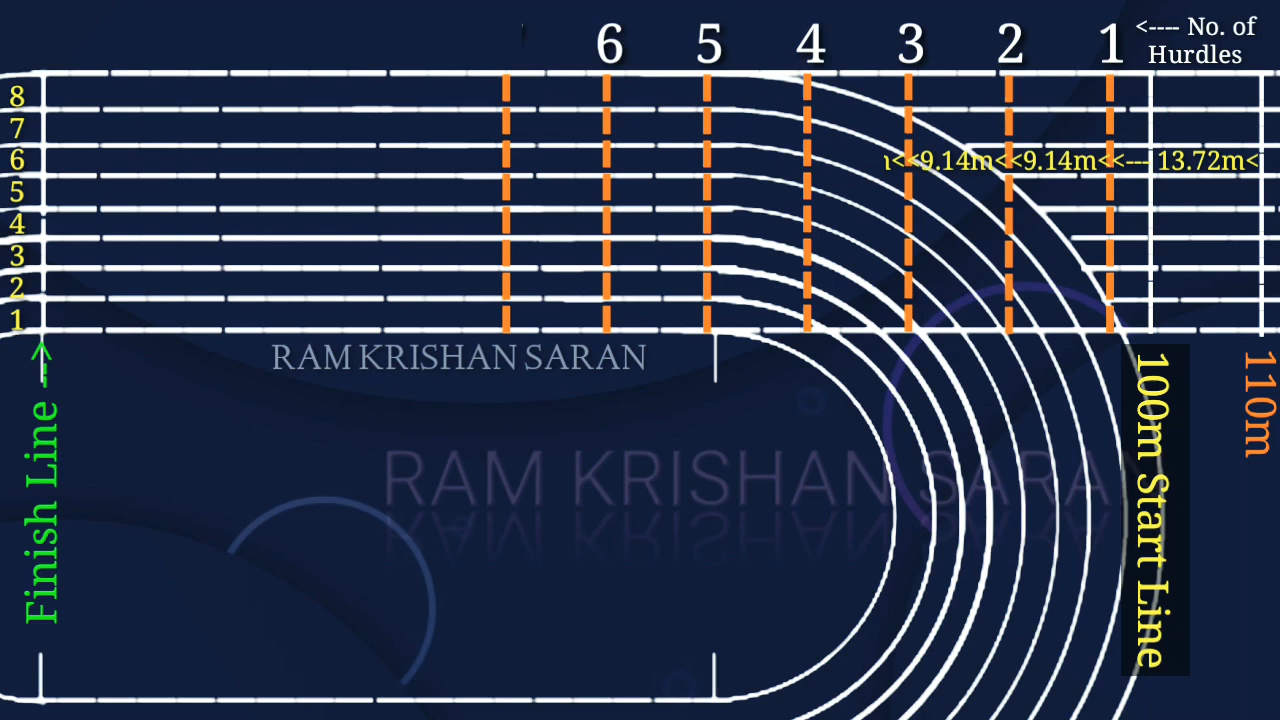 6 5 4 3 2 1 <---- No. of
Hurdles
8
7
6
5
4
3
2
1
<<9.14m<<9.14m<<--- 13.72m<
RAM KRISHAN SARAN
RAM KRISHAN SARAN
Finish Line -->
100m Start Line
110m